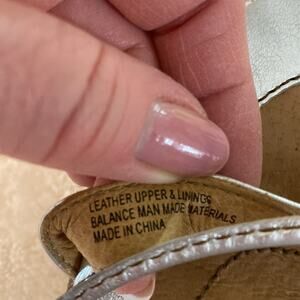 LEATHER UPPER & LININGS
BALANCE MAN MADE MATERIALS
MADE IN CHINA